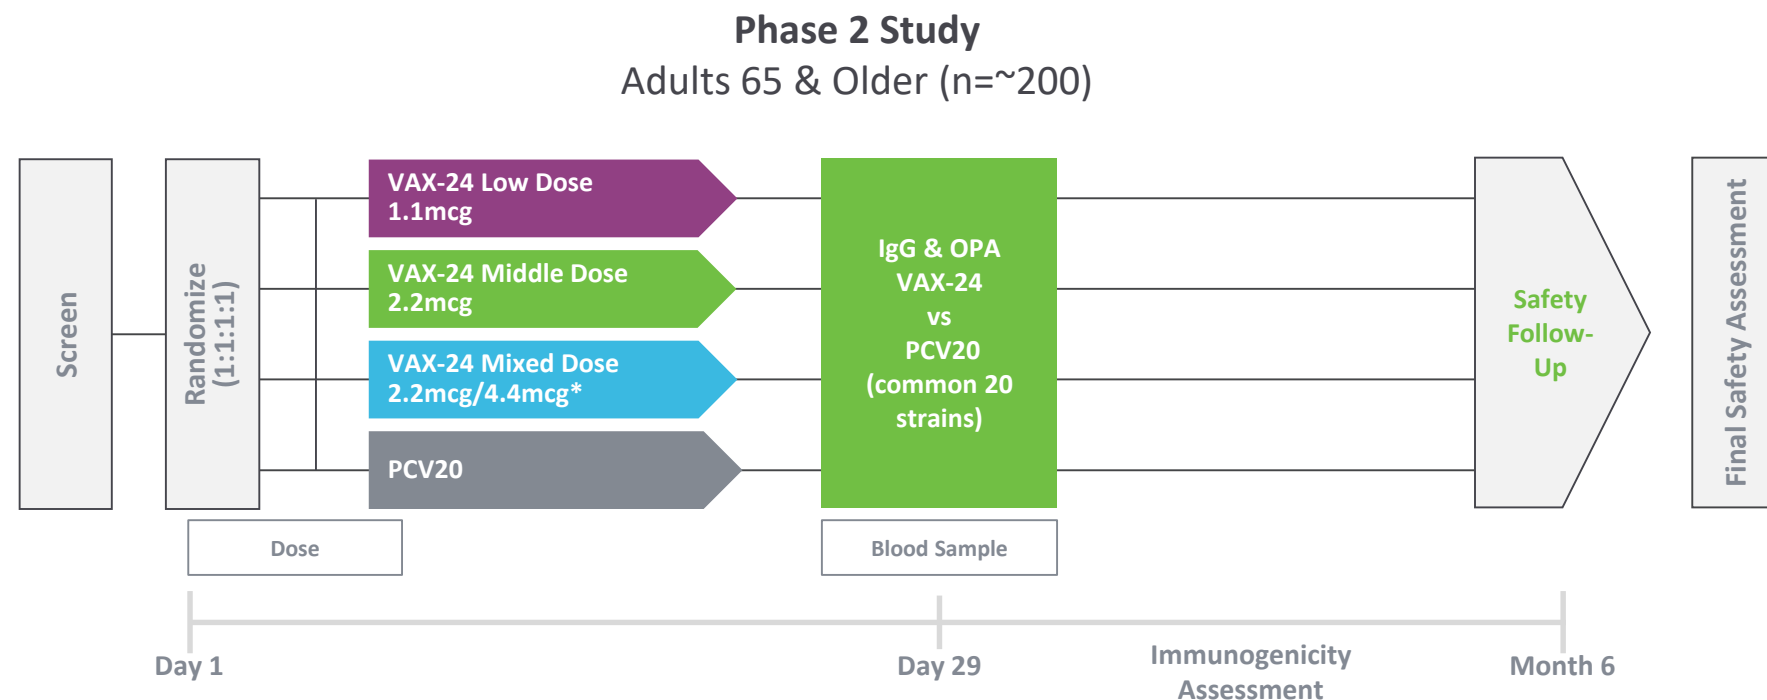 Phase 2 Study
Adults 65 & Older (n=~200)
Screen
Randomize
(1:1:1:1)
VAX-24 Low Dose
1.1mcg
VAX-24 Middle Dose
2.2mcg
VAX-24 Mixed Dose
2.2mcg/4.4mcg*
PCV20
IgG & OPA
VAX-24
vs
PCV20
(common 20
strains)
Safety
Follow-
Up
Final Safety Assessment
Dose
Blood Sample
Day 1
Day 29
Immunogenicity
Assessment
Month 6